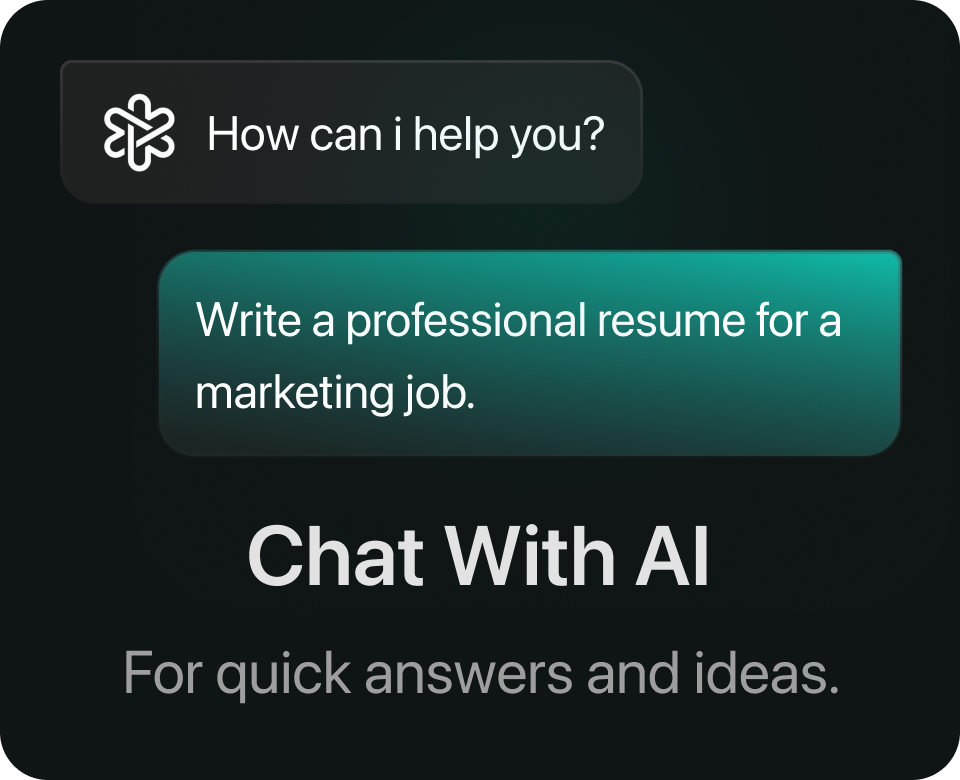 How can i help you?
Write a professional resume for a
marketing job.
Chat With AI
For quick answers and ideas.